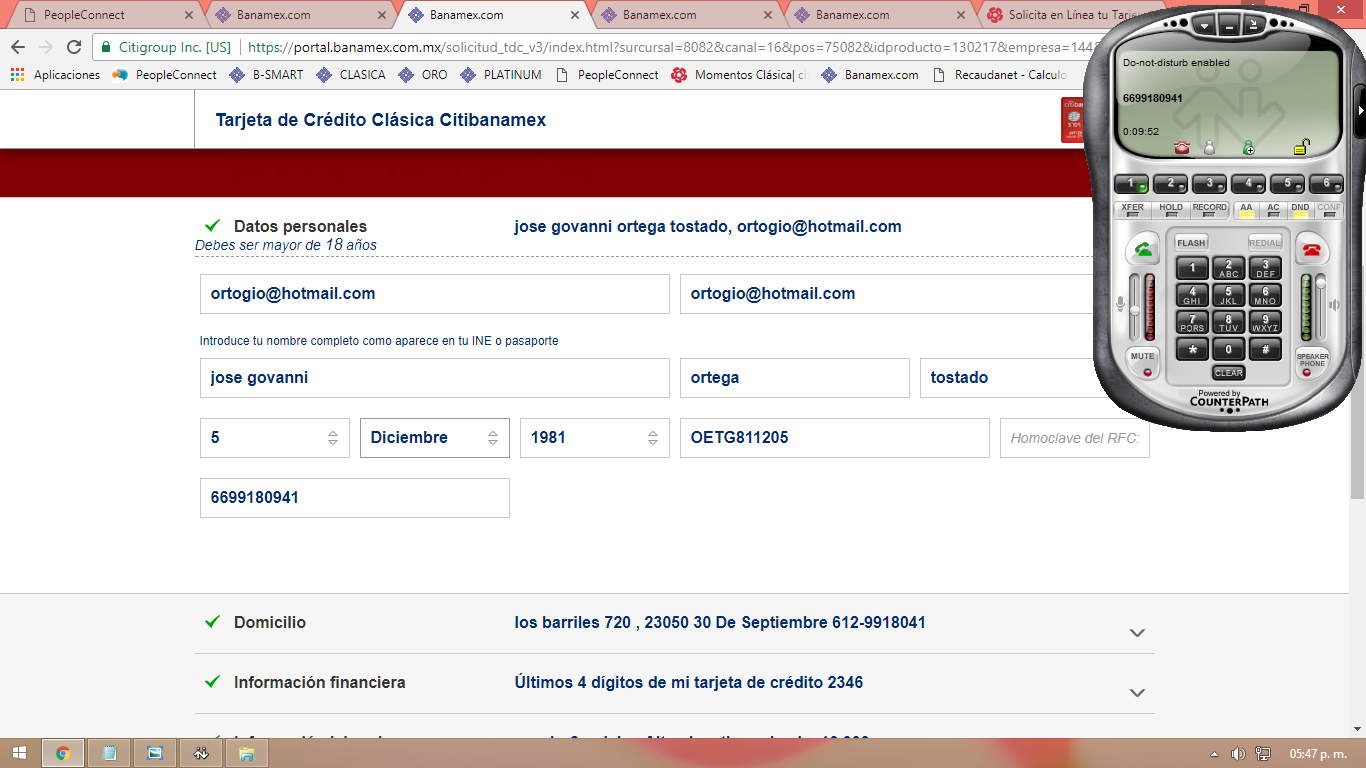 PeopleConnect
Banamex.com
Banamex.com
Banamex.com
Banamex.com
Solicita en Línea tu
Citigroup Inc. [US]
https://portal.banamex.com.mx/solicitud_tdc_v3/index.html?surcursal=8082&canal=16&pos=75082&idproducto=130217&empresa=1448
Aplicaciones
PeopleConnect
B-SMART
CLASICA
ORO
PLATINUM
PeopleConnect
Momentos Clásica|
Banamex.com
Recaudanet - Calculo
Tarjeta de Crédito Clásica Citibanamex
Datos personales
jose govanni ortega tostado, ortogio@hotmail.com
Debes ser mayor de 18 años
ortogio@hotmail.com
ortogio@hotmail.com
Introduce tu nombre completo como aparece en tu INE o pasaporte
jose govanni
ortega
tostado
5
Diciembre
1981
OETG811205
Homoclave del RFC:
6699180941
Domicilio
los barriles 720 , 23050 30 De Septiembre 612-9918041
Información financiera
Últimos 4 dígitos de mi tarjeta de crédito 2346
Do-not-disturb enabled
6699180941
0:09:52
1 2 3 4 5 6
XFER HOLD RECORD AA AC DND CONF
FLASH REDIAL
1 2 ABC 3 DEF
4 GHI 5 JKL 6 MNO
7 PQRS 8 TUV 9 WXYZ
* 0 #
MUTE
SPEAKER PHONE
CLEAR
Powered by
COUNTERPATH
05:47 p. m.